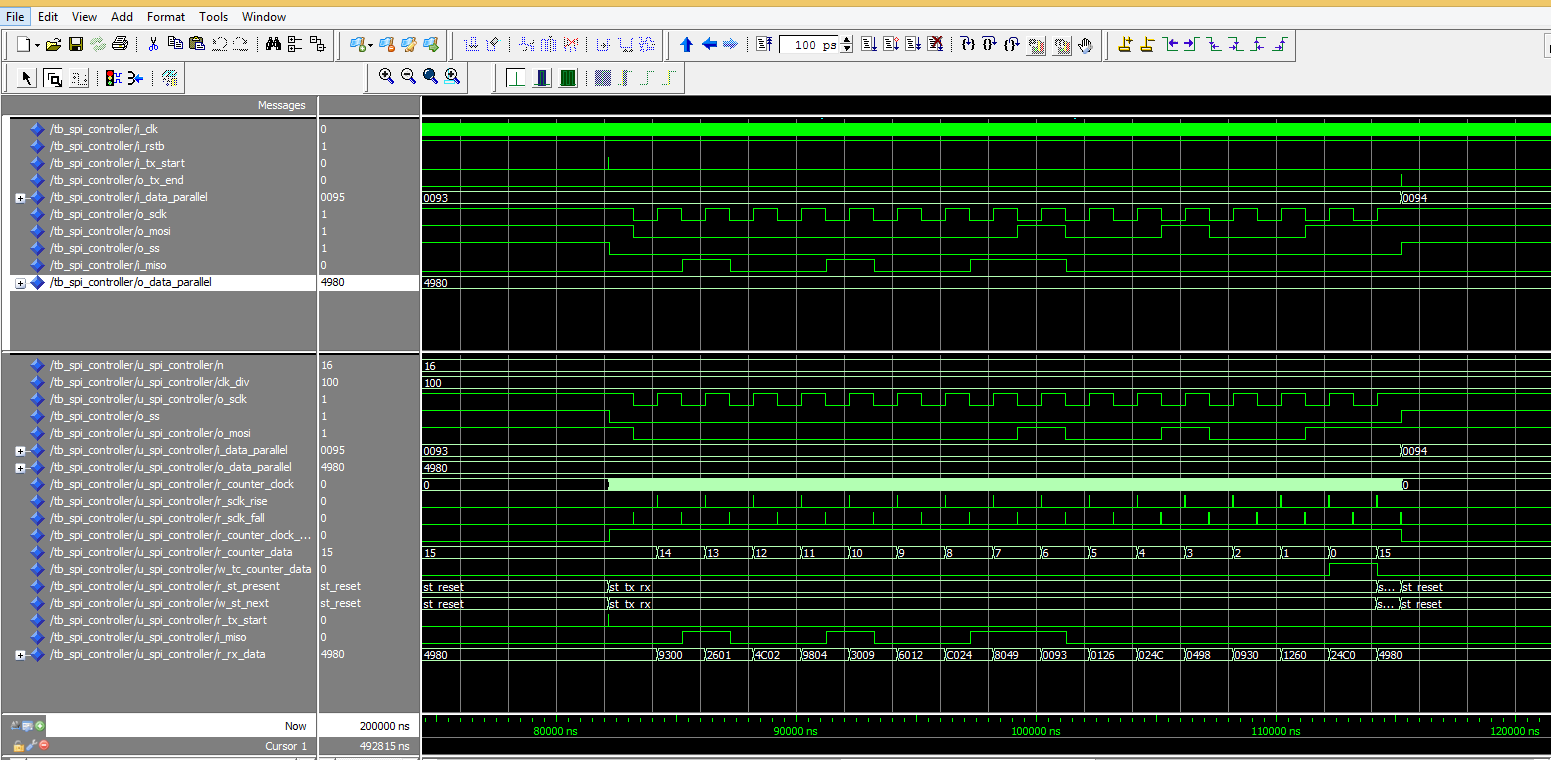 File Edit View Add Format Tools Window
100 ps
Messages
/tb_spi_controller/i_clk 0
/tb_spi_controller/i_rstb 1
/tb_spi_controller/i_tx_start 0
/tb_spi_controller/o_tx_end 0
/tb_spi_controller/i_data_parallel 0095 0093 0094
/tb_spi_controller/o_sclk 1
/tb_spi_controller/o_mosi 1
/tb_spi_controller/o_ss 1
/tb_spi_controller/i_miso 0
/tb_spi_controller/o_data_parallel 4980 4980
/tb_spi_controller/u_spi_controller/n 16 16
/tb_spi_controller/u_spi_controller/clk_div 100 100
/tb_spi_controller/u_spi_controller/o_sclk 1
/tb_spi_controller/u_spi_controller/o_ss 1
/tb_spi_controller/u_spi_controller/o_mosi 1
/tb_spi_controller/u_spi_controller/i_data_parallel 0095 0093 0094
/tb_spi_controller/u_spi_controller/o_data_parallel 4980 4980
/tb_spi_controller/u_spi_controller/r_counter_clock 0 0 0
/tb_spi_controller/u_spi_controller/r_sclk_rise 0
/tb_spi_controller/u_spi_controller/r_sclk_fall 0
/tb_spi_controller/u_spi_controller/r_counter_clock_... 0
/tb_spi_controller/u_spi_controller/r_counter_data 15 15 14 13 12 11 10 9 8 7 6 5 4 3 2 1 0 15
/tb_spi_controller/u_spi_controller/w_tc_counter_data 0
/tb_spi_controller/u_spi_controller/r_st_present st_reset st_reset st_tx_rx s... st_reset
/tb_spi_controller/u_spi_controller/w_st_next st_reset st_reset st_tx_rx s... st_reset
/tb_spi_controller/u_spi_controller/r_tx_start 0
/tb_spi_controller/u_spi_controller/i_miso 0
/tb_spi_controller/u_spi_controller/r_rx_data 4980 4980 9300 2601 4C02 9804 3009 6012 C024 8049 0093 0126 024C 0498 0930 1260 24C0 4980
Now 200000 ns
Cursor 1 492815 ns
80000 ns 90000 ns 100000 ns 110000 ns 120000 ns